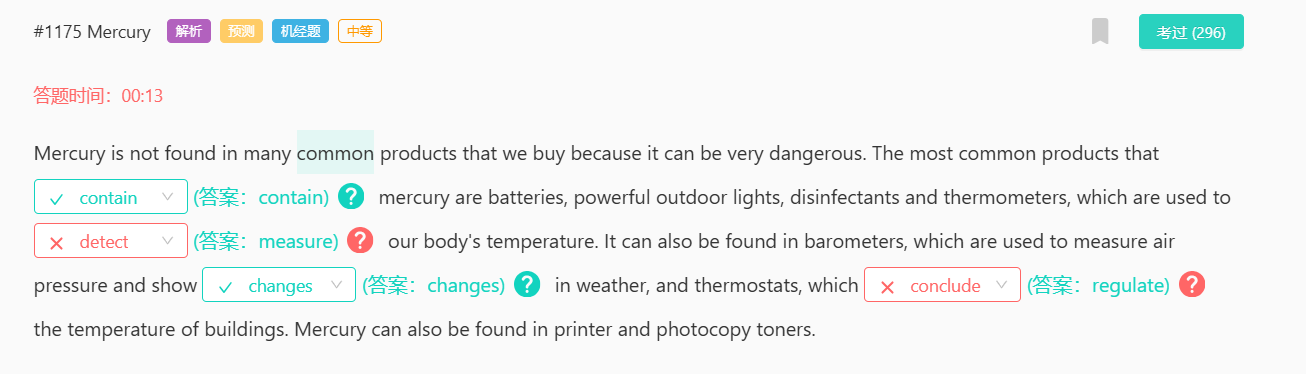 #1175 Mercury 解析 预测 机经题 中等 考过 (296)
答题时间：00:13
Mercury is not found in many common products that we buy because it can be very dangerous. The most common products that
contain (答案：contain) ? mercury are batteries, powerful outdoor lights, disinfectants and thermometers, which are used to
detect (答案：measure) ? our body's temperature. It can also be found in barometers, which are used to measure air
pressure and show changes (答案：changes) ? in weather, and thermostats, which conclude (答案：regulate) ?
the temperature of buildings. Mercury can also be found in printer and photocopy toners.